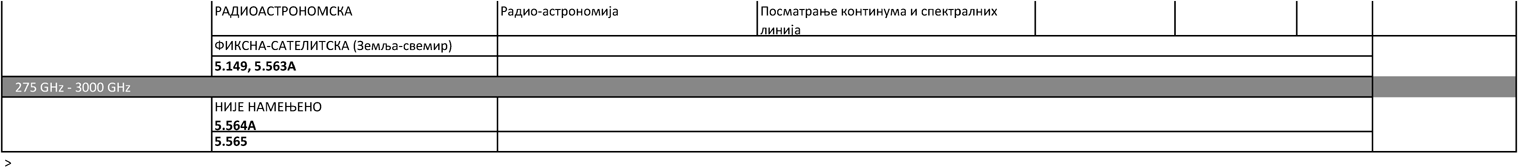 РАДИОАСТРОНОМСКА Радио-астрономија Посматрање континума и спектралних
линија
ФИКСНА-САТЕЛИТСКА (Земља-свемир)
5.149, 5.563A
275 GHz - 3000 GHz
НИЈЕ НАМЕЊЕНО
5.564A
5.565
>